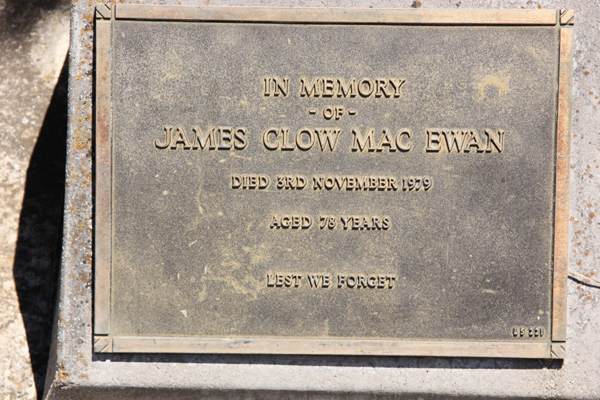 IN MEMORY
- OF -
JAMES CLOW MAC EWAN
DIED 3RD NOVEMBER 1979
AGED 78 YEARS
LEST WE FORGET